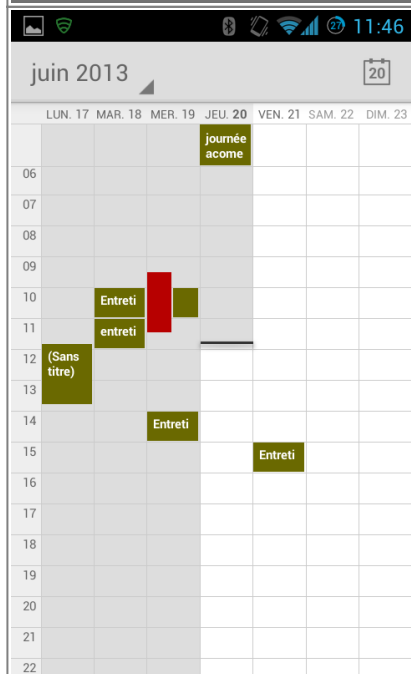 27 11:46
juin 2013
20
LUN. 17 MAR. 18 MER. 19 JEU. 20 VEN. 21 SAM. 22 DIM. 23
journée
acome
06
07
08
09
10 Entreti
11 entreti
12 (Sans
titre)
13
14 Entreti
15 Entreti
16
17
18
19
20
21
22